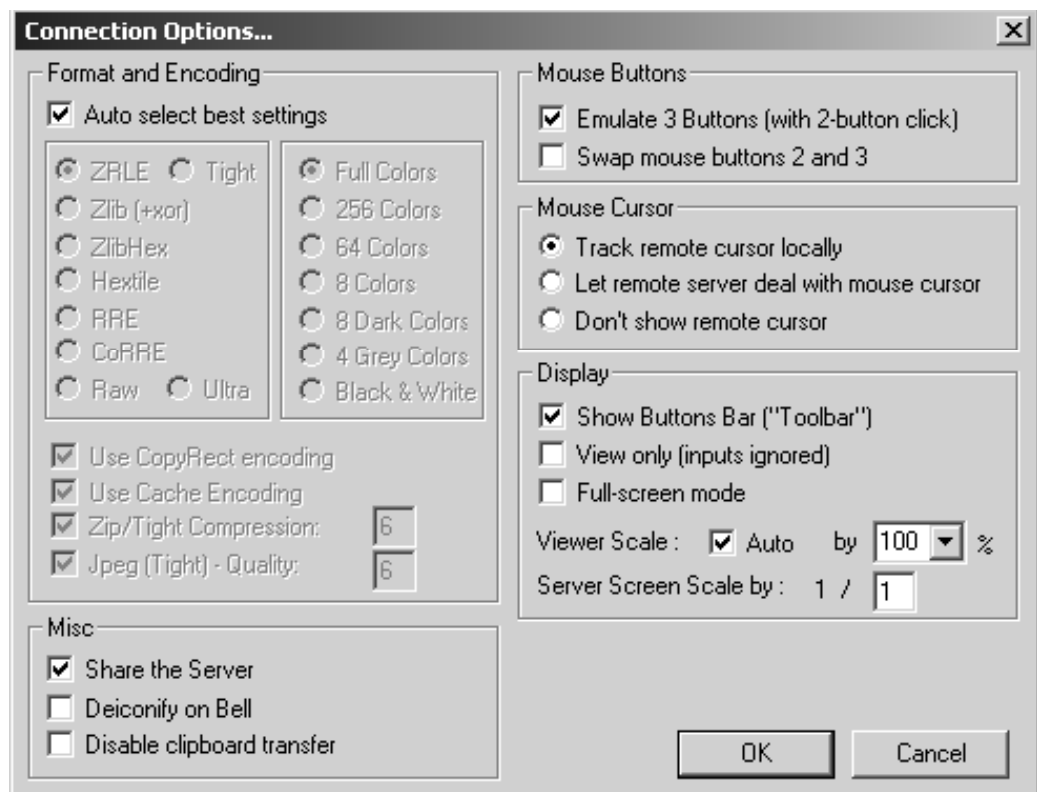 Connection Options...
Format and Encoding
Auto select best settings
ZRLE Tight
Zlib (+xor)
ZlibHex
Hextile
RRE
CoRRE
Raw Ultra
Full Colors
256 Colors
64 Colors
8 Colors
8 Dark Colors
4 Grey Colors
Black & White
Use CopyRect encoding
Use Cache Encoding
Zip/Tight Compression: 6
Jpeg (Tight) - Quality: 6
Misc
Share the Server
Deiconify on Bell
Disable clipboard transfer
Mouse Buttons
Emulate 3 Buttons (with 2-button click)
Swap mouse buttons 2 and 3
Mouse Cursor
Track remote cursor locally
Let remote server deal with mouse cursor
Don't show remote cursor
Display
Show Buttons Bar ("Toolbar")
View only (inputs ignored)
Full-screen mode
Viewer Scale : Auto by 100 %
Server Screen Scale by : 1 / 1
OK Cancel